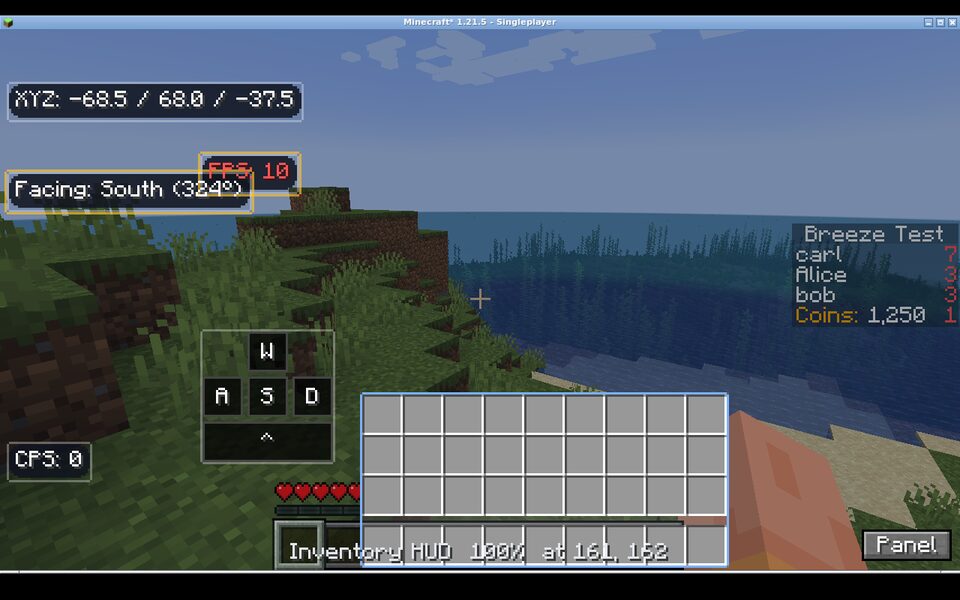 Minecraft* 1.21.5 - Singleplayer
XYZ: -68.5 / 68.0 / -37.5
FPS: 10
Facing: South (324°)
Breeze Test
carl 7
Alice 3
bob 3
Coins: 1,250 1
W
A S D
^
CPS: 0
Inventory HUD 100% at 161, 162
Panel